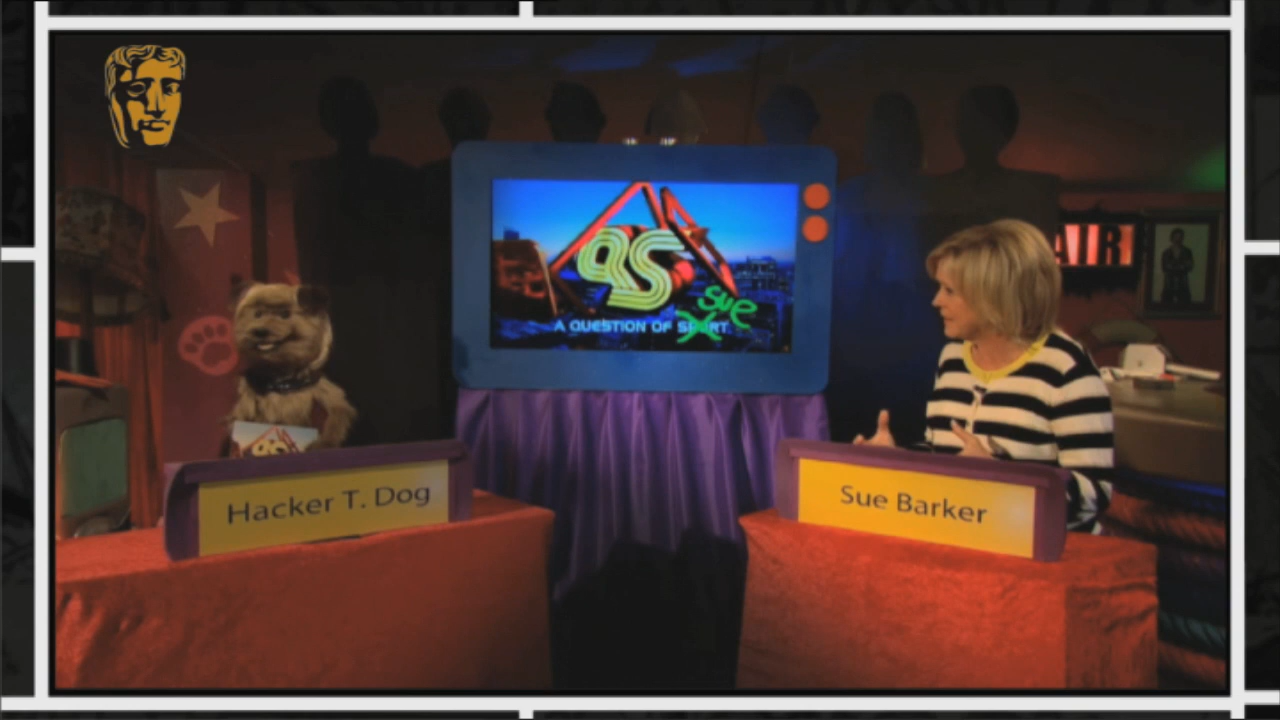 QS
sue
A QUESTION OF SPORT
AIR
Hacker T. Dog
Sue Barker